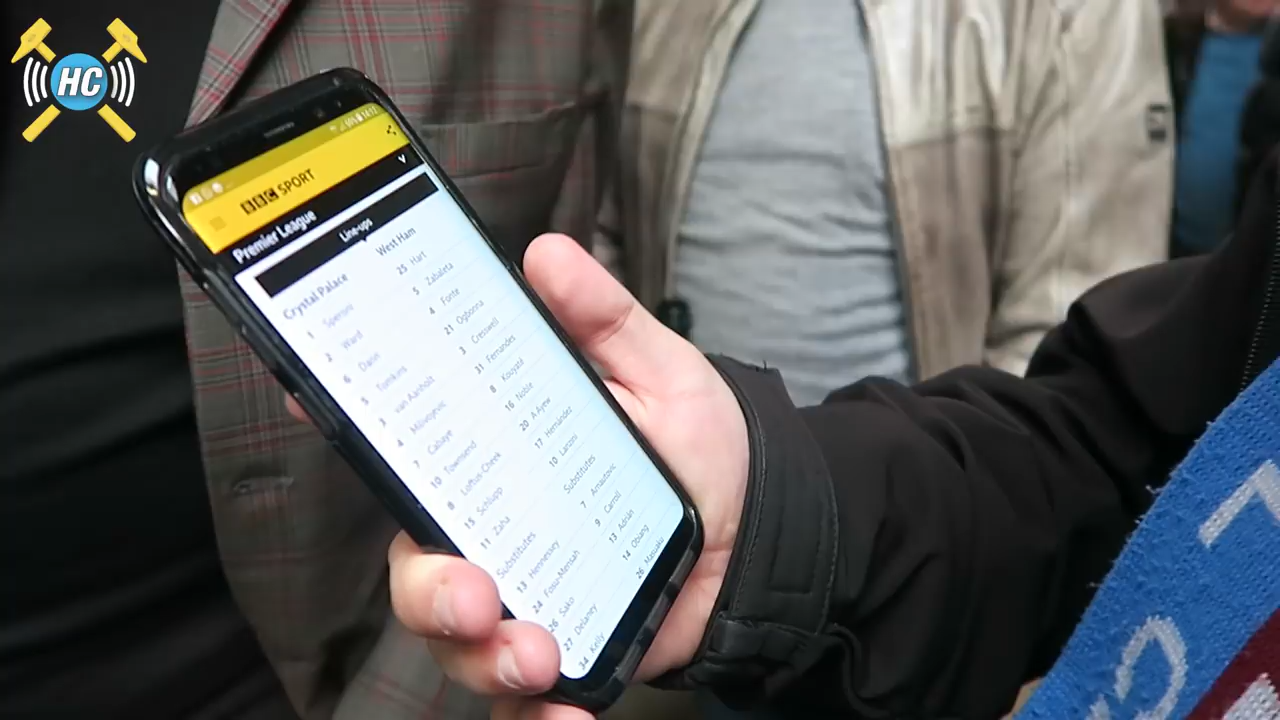 HC
BBC SPORT
Premier League
Line-ups
Crystal Palace West Ham
1 Speroni 25 Hart
2 Ward 5 Zabaleta
6 Dann 4 Fonte
5 Tomkins 21 Ogbonna
3 van Aanholt 3 Cresswell
4 Milivojevic 31 Fernandes
7 Cabaye 8 Kouyaté
10 Townsend 16 Noble
8 Loftus-Cheek 20 A Ayew
15 Schlupp 17 Hernández
11 Zaha 10 Lanzini
Substitutes Substitutes
13 Hennessey 7 Arnautovic
24 Fosu-Mensah 9 Carroll
26 Sako 13 Adrián
27 Delaney 14 Obiang
34 Kelly 26 Masuaku